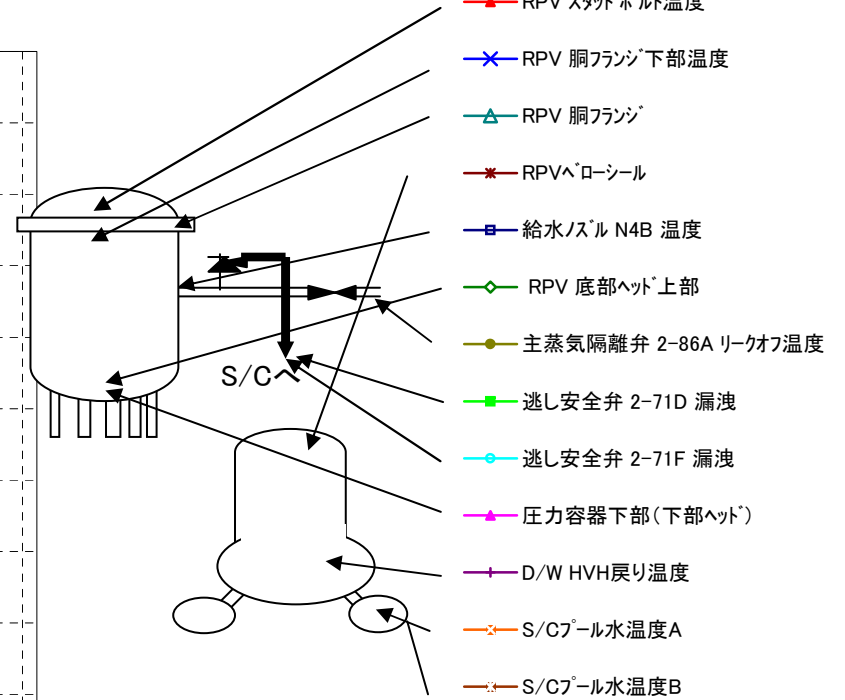 RPV スタッドボルト温度
RPV 胴フランジ下部温度
RPV 胴フランジ
RPVベローシール
給水ノズル N4B 温度
RPV 底部ヘッド上部
主蒸気隔離弁 2-86A リークオフ温度
逃し安全弁 2-71D 漏洩
S/Cへ
逃し安全弁 2-71F 漏洩
圧力容器下部（下部ヘッド）
D/W HVH戻り温度
S/Cプール水温度A
S/Cプール水温度B